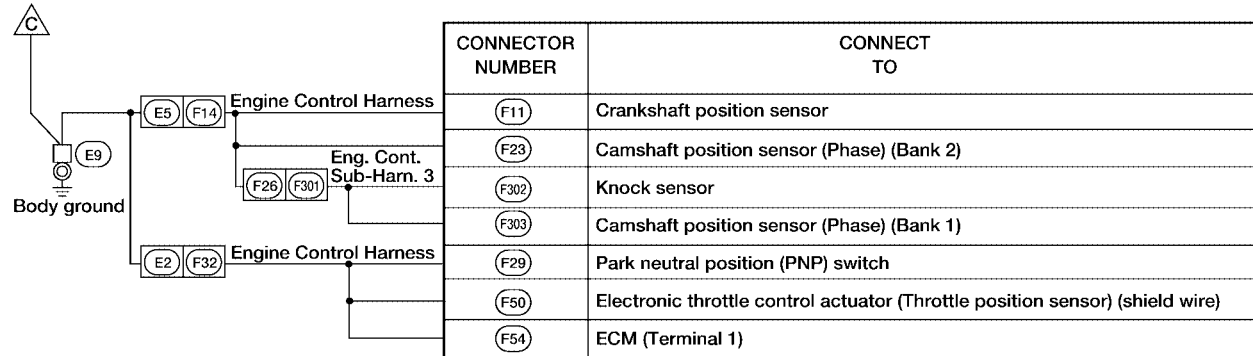 C
CONNECTOR
NUMBER
CONNECT
TO
E5 F14 Engine Control Harness
F11 Crankshaft position sensor
F23 Camshaft position sensor (Phase) (Bank 2)
E9
Body ground
Eng. Cont.
Sub-Harn. 3
F26 F301
F302 Knock sensor
F303 Camshaft position sensor (Phase) (Bank 1)
E2 F32 Engine Control Harness
F29 Park neutral position (PNP) switch
F50 Electronic throttle control actuator (Throttle position sensor) (shield wire)
F54 ECM (Terminal 1)